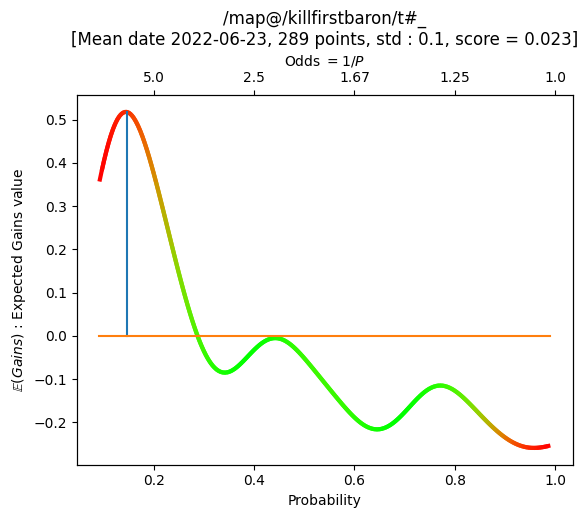 /map@/killfirstbaron/t#_
[Mean date 2022-06-23, 289 points, std : 0.1, score = 0.023]
Odds = 1/P
5.0 2.5 1.67 1.25 1.0
0.5
0.4
0.3
0.2
0.1
0.0
−0.1
−0.2
𝔼(Gains) : Expected Gains value
0.2 0.4 0.6 0.8 1.0
Probability